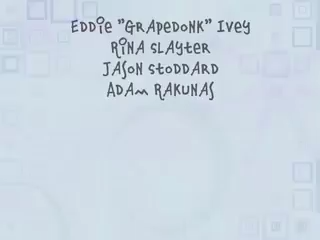 Eddie "Grapedonk" Ivey
Rina Slayter
Jason Stoddard
Adam Rakunas